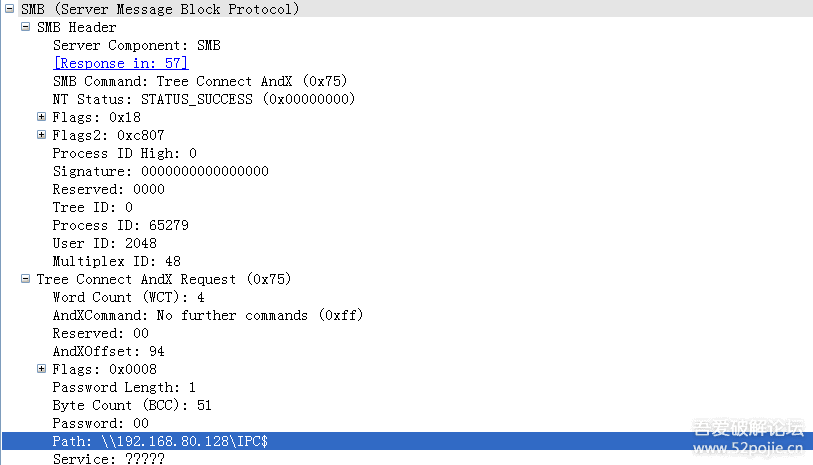 SMB (Server Message Block Protocol)
SMB Header
Server Component: SMB
[Response in: 57]
SMB Command: Tree Connect AndX (0x75)
NT Status: STATUS_SUCCESS (0x00000000)
Flags: 0x18
Flags2: 0xc807
Process ID High: 0
Signature: 0000000000000000
Reserved: 0000
Tree ID: 0
Process ID: 65279
User ID: 2048
Multiplex ID: 48
Tree Connect AndX Request (0x75)
Word Count (WCT): 4
AndXCommand: No further commands (0xff)
Reserved: 00
AndXOffset: 94
Flags: 0x0008
Password Length: 1
Byte Count (BCC): 51
Password: 00
Path: \\192.168.80.128\IPC$
Service: ?????
吾爱破解论坛
www.52pojie.cn